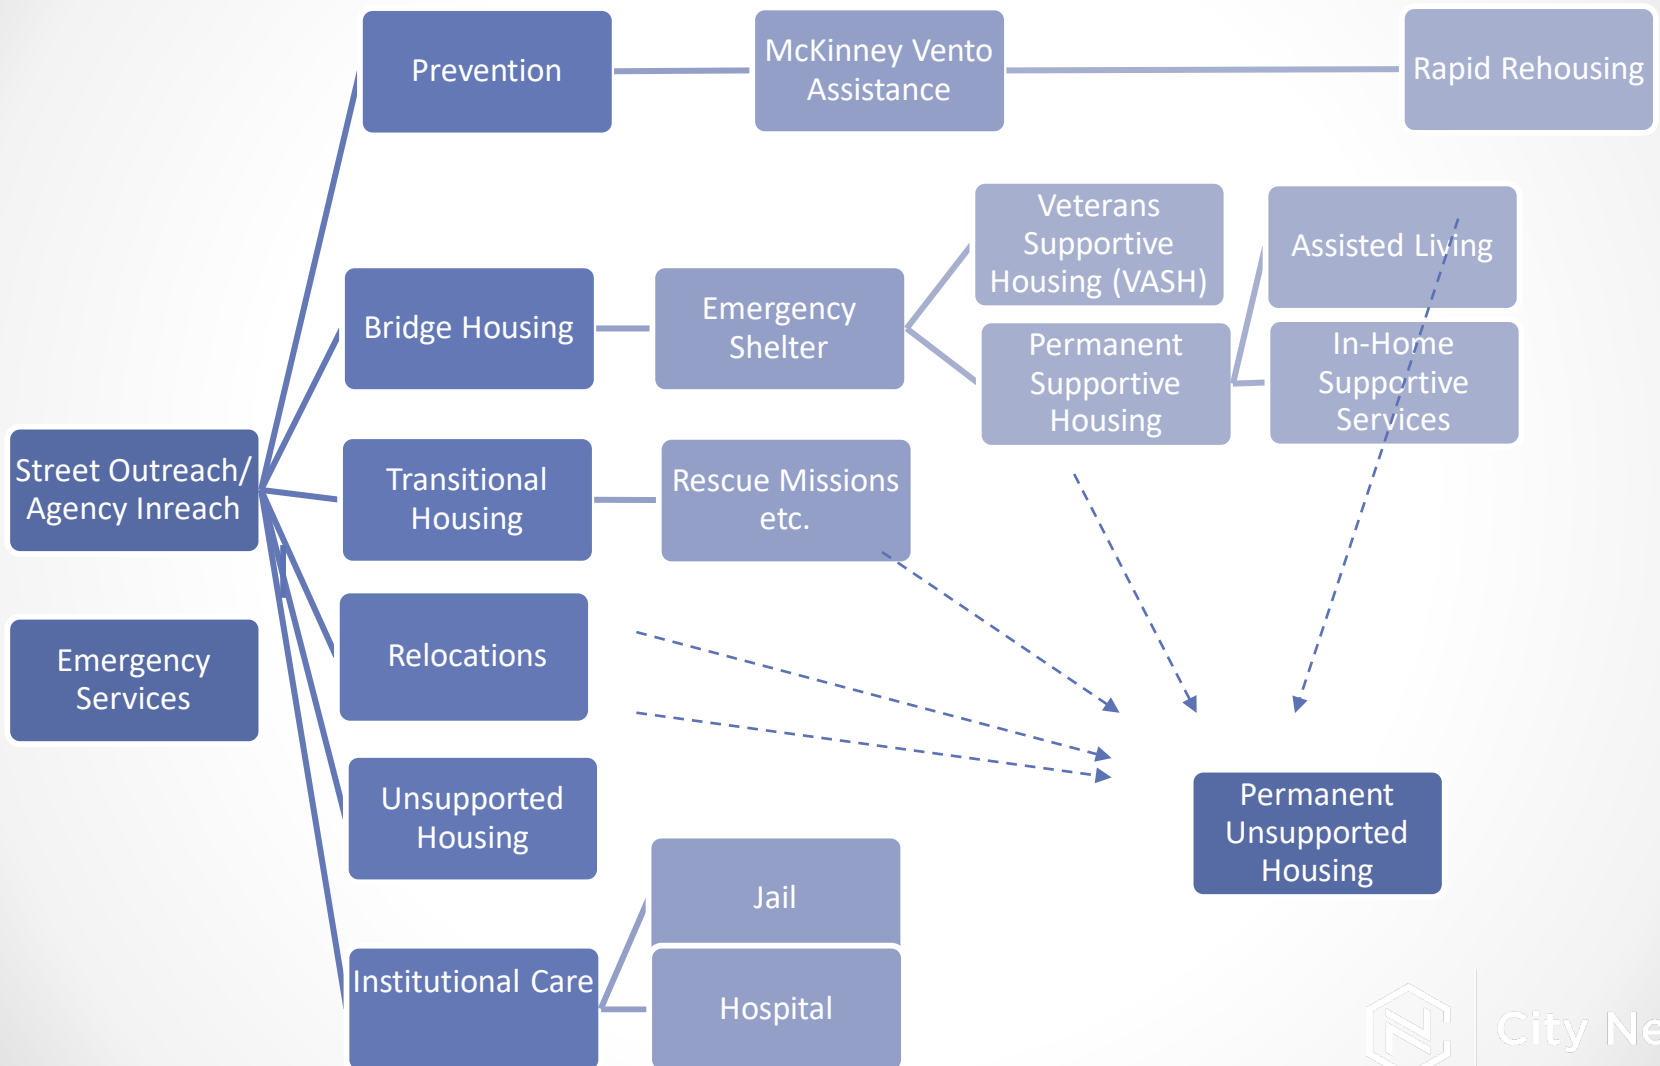 Prevention
McKinney Vento
Assistance
Rapid Rehousing
Veterans
Supportive
Housing (VASH)
Assisted Living
Bridge Housing
Emergency
Shelter
Permanent
Supportive
Housing
In-Home
Supportive
Services
Street Outreach/
Agency Inreach
Transitional
Housing
Rescue Missions
etc.
Emergency
Services
Relocations
Unsupported
Housing
Permanent
Unsupported
Housing
Jail
Institutional Care
Hospital
City Ne